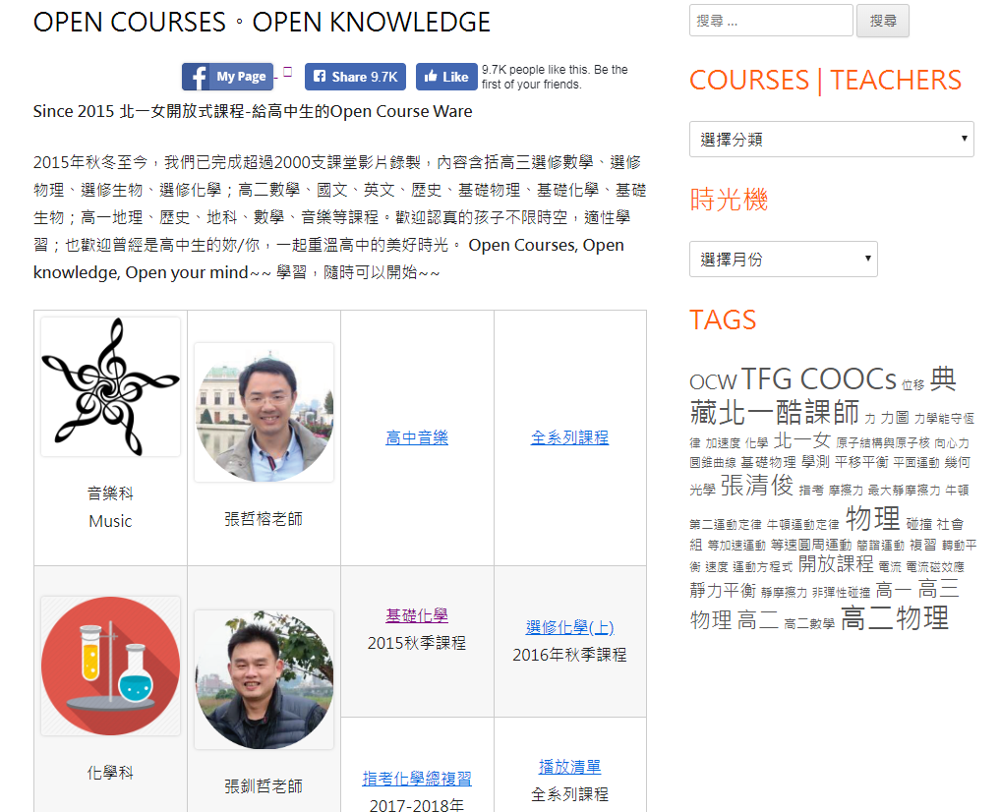 OPEN COURSES。OPEN KNOWLEDGE
My Page
Share 9.7K
Like
9.7K people like this. Be the
first of your friends.
Since 2015 北一女開放式課程-給高中生的Open Course Ware
2015年秋冬至今，我們已完成超過2000支課堂影片錄製，內容含括高三選修數學、選修
物理、選修生物、選修化學；高二數學、國文、英文、歷史、基礎物理、基礎化學、基礎
生物；高一地理、歷史、地科、數學、音樂等課程。歡迎認真的孩子不限時空，適性學
習；也歡迎曾經是高中生的妳/你，一起重溫高中的美好時光。 Open Courses, Open
knowledge, Open your mind~~ 學習，隨時可以開始~~
音樂科
Music
張哲榕老師
高中音樂
全系列課程
化學科
張釧哲老師
基礎化學
2015秋季課程
選修化學(上)
2016年秋季課程
指考化學總複習
2017-2018年
播放清單
全系列課程
搜尋 ...
搜尋
COURSES | TEACHERS
選擇分類
時光機
選擇月份
TAGS
OCW TFG COOCs 位移 典
藏北一酷課師 力 力圖 力學能守恆
律 加速度 化學 北一女 原子結構與原子核 向心力
圓錐曲線 基礎物理 學測 平移平衡 平面運動 幾何
光學 張清俊 指考 摩擦力 最大靜摩擦力 牛頓
第二運動定律 牛頓運動定律 物理 碰撞 社會
組 等加速運動 等速圓周運動 簡諧運動 複習 轉動平
衡 速度 運動方程式 開放課程 電流 電流磁效應
靜力平衡 靜摩擦力 非彈性碰撞 高一 高三
物理 高二 高二數學 高二物理